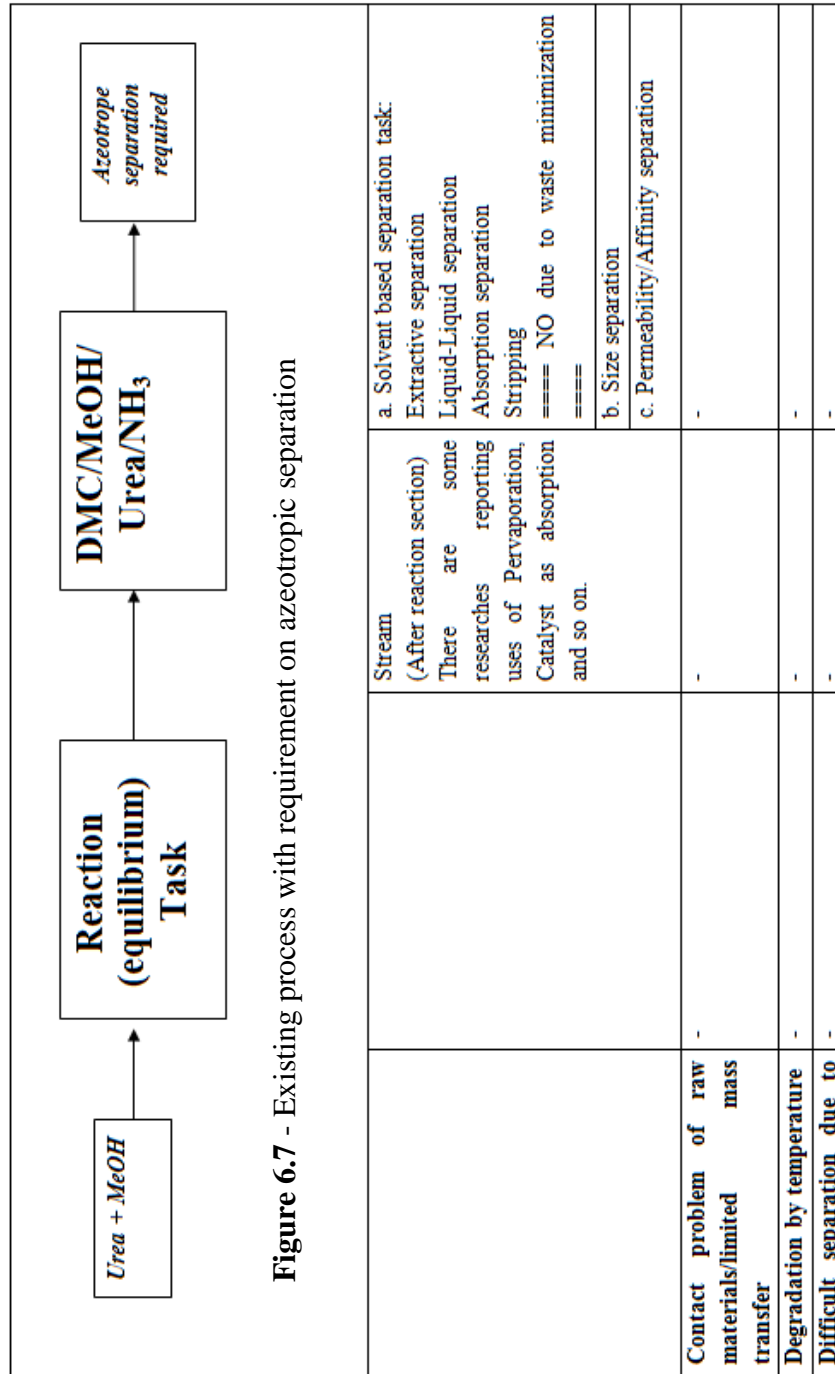 Urea + MeOH
Reaction
(equilibrium)
Task
DMC/MeOH/
Urea/NH₃
Azeotrope
separation
required
Figure 6.7 - Existing process with requirement on azeotropic separation
Stream
(After reaction section)
There are some
researches reporting
uses of Pervaporation,
Catalyst as absorption
and so on.
a. Solvent based separation task:
Extractive separation
Liquid-Liquid separation
Absorption separation
Stripping
==== NO due to waste minimization
====
b. Size separation
c. Permeability/Affinity separation
Contact problem of raw
materials/limited mass
transfer
-
-
-
Degradation by temperature
-
-
-
Difficult separation due to
-
-
-